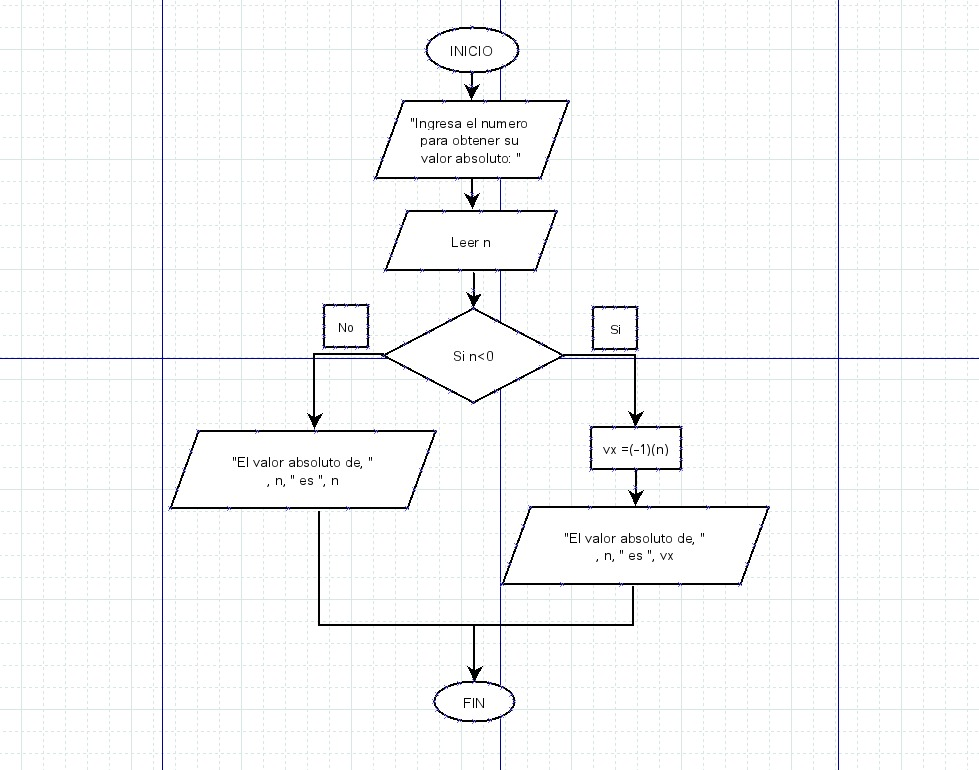 INICIO
"Ingresa el numero
para obtener su
valor absoluto: "
Leer n
No
Si
Si n<0
vx =(-1)(n)
"El valor absoluto de, "
, n, " es ", n
"El valor absoluto de, "
, n, " es ", vx
FIN